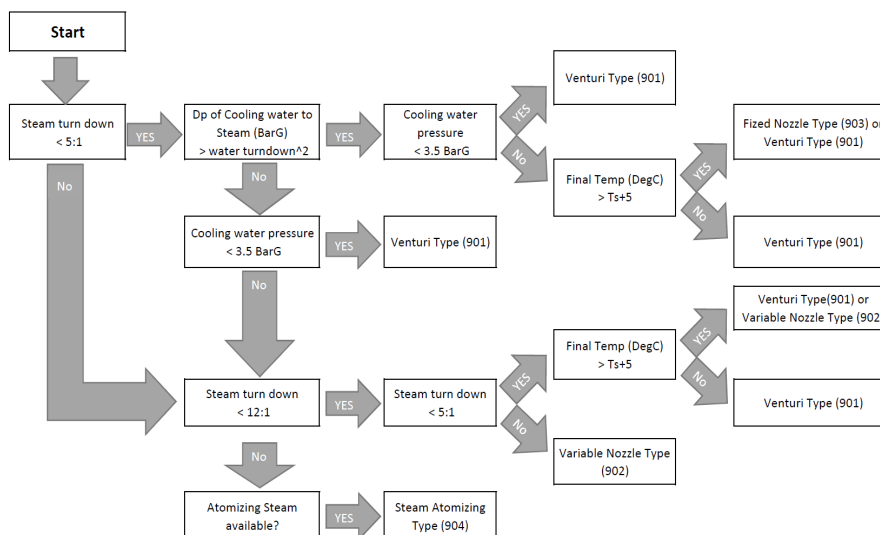 Start
Steam turn down
< 5:1
YES
Dp of Cooling water to
Steam (BarG)
> water turndown^2
YES
Cooling water
pressure
< 3.5 BarG
YES
Venturi Type (901)
No
Final Temp (DegC)
> Ts+5
YES
Fized Nozzle Type (903) or
Venturi Type (901)
No
Venturi Type (901)
No
No
Cooling water pressure
< 3.5 BarG
YES
Venturi Type (901)
No
Steam turn down
< 12:1
YES
Steam turn down
< 5:1
YES
Final Temp (DegC)
> Ts+5
YES
Venturi Type(901) or
Variable Nozzle Type (902
No
Venturi Type (901)
No
Variable Nozzle Type
(902)
No
Atomizing Steam
available?
YES
Steam Atomizing
Type (904)